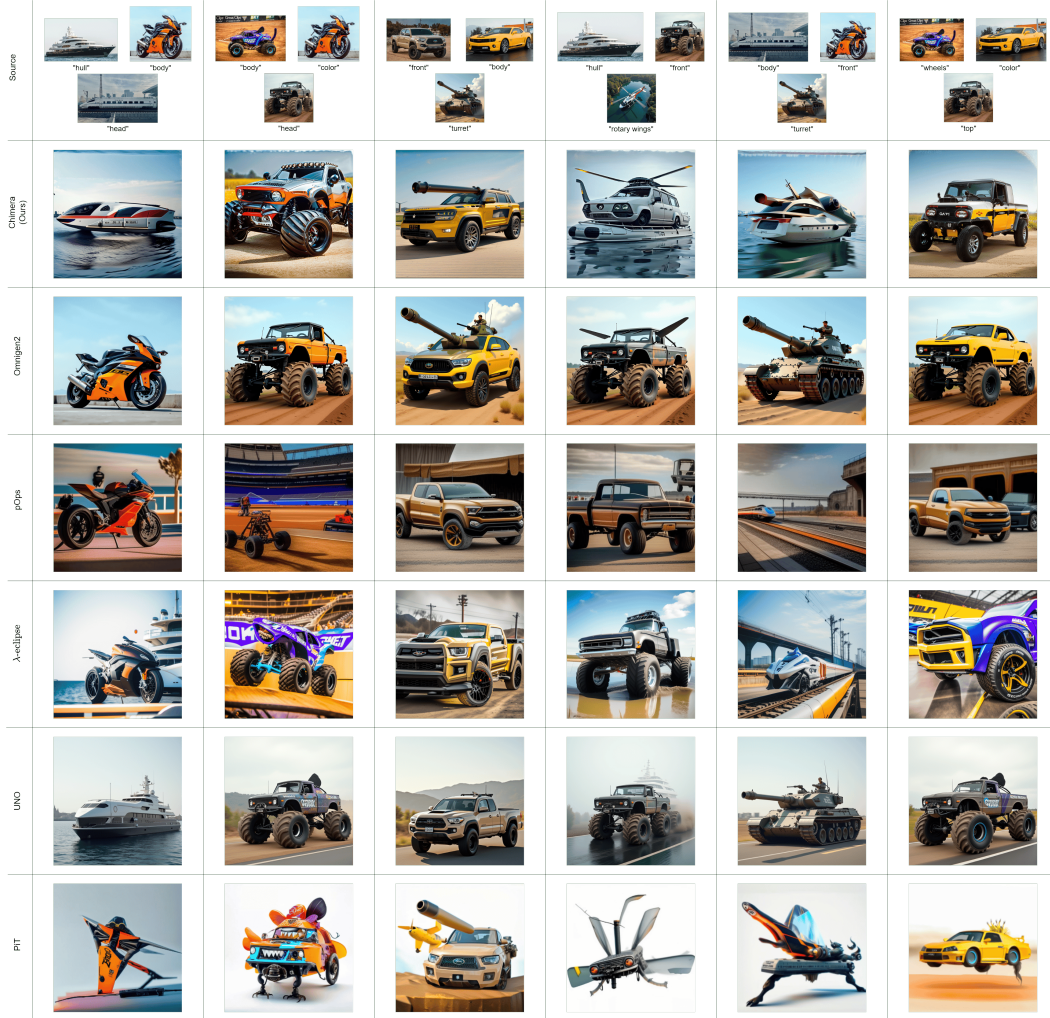 Source
"hull"
"body"
"head"
"body"
"color"
"head"
"front"
"body"
"turret"
"hull"
"front"
"rotary wings"
"body"
"front"
"turret"
"wheels"
"color"
"top"
Chimera
(Ours)
Omnigen2
pOps
λ-eclipse
UNO
PiT